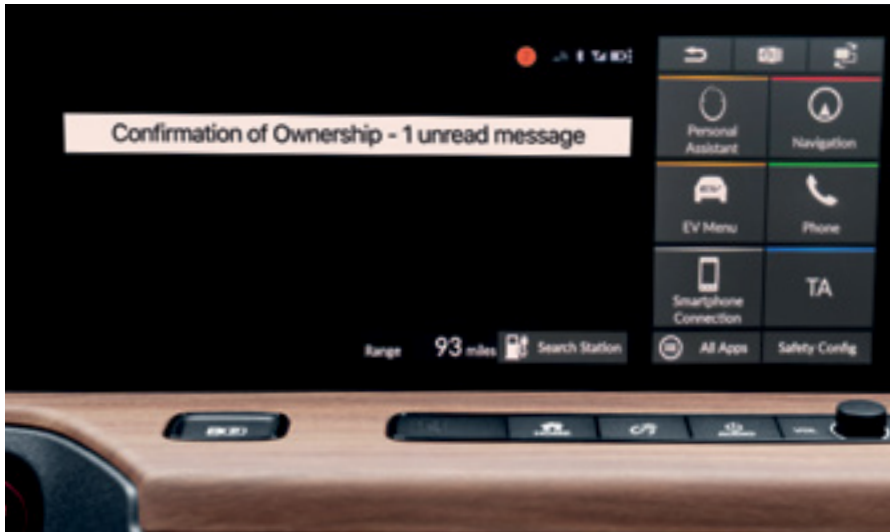 Confirmation of Ownership - 1 unread message
Personal
Assistant
Navigation
EV Menu
Phone
Smartphone
Connection
TA
Range 93 miles Search Station
All Apps
Safety Config
VOL